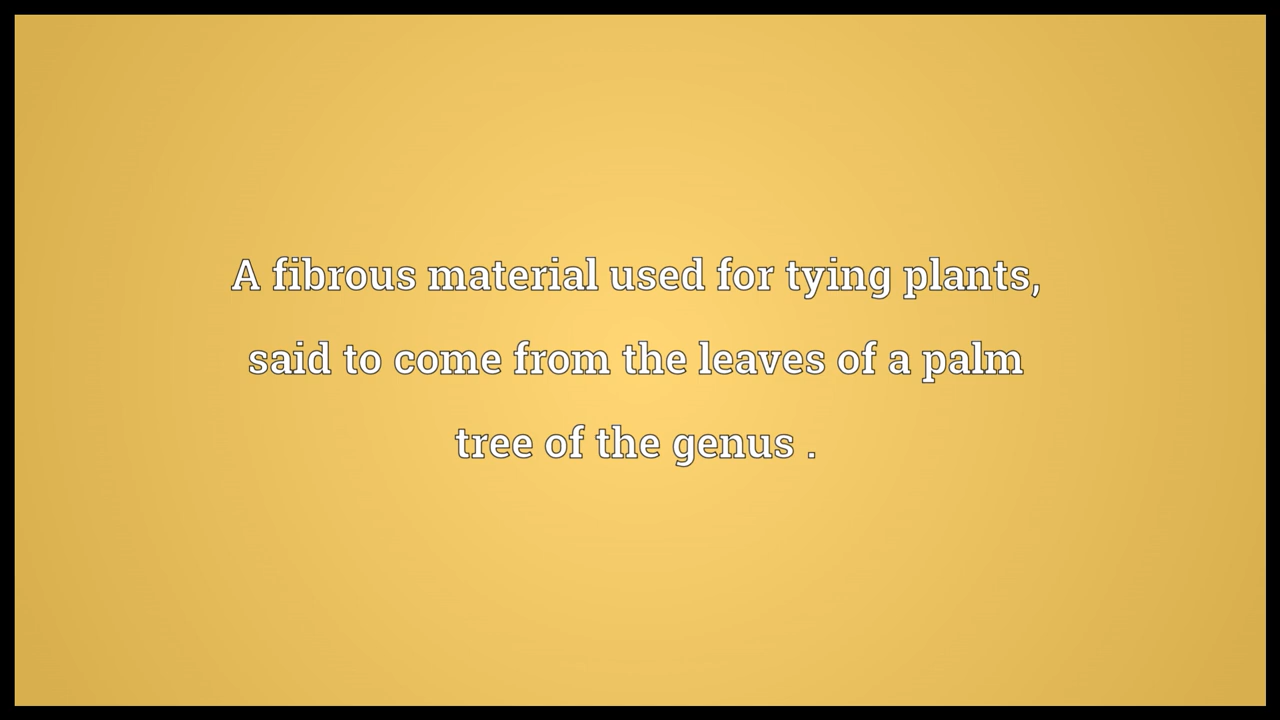 A fibrous material used for tying plants,
said to come from the leaves of a palm
tree of the genus .